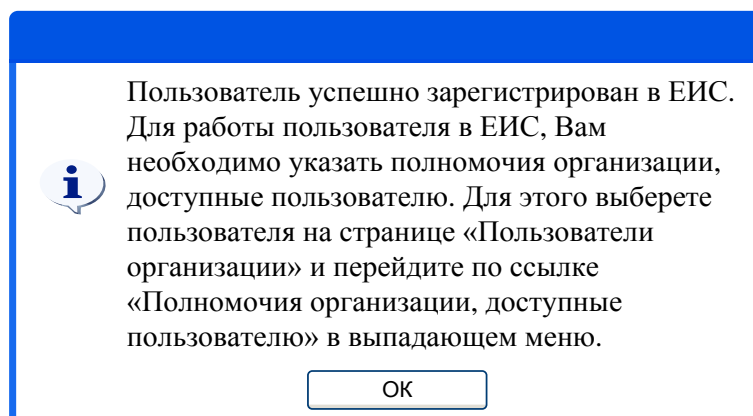 Пользователь успешно зарегистрирован в ЕИС.
Для работы пользователя в ЕИС, Вам
необходимо указать полномочия организации,
доступные пользователю. Для этого выберете
пользователя на странице «Пользователи
организации» и перейдите по ссылке
«Полномочия организации, доступные
пользователю» в выпадающем меню.
ОК